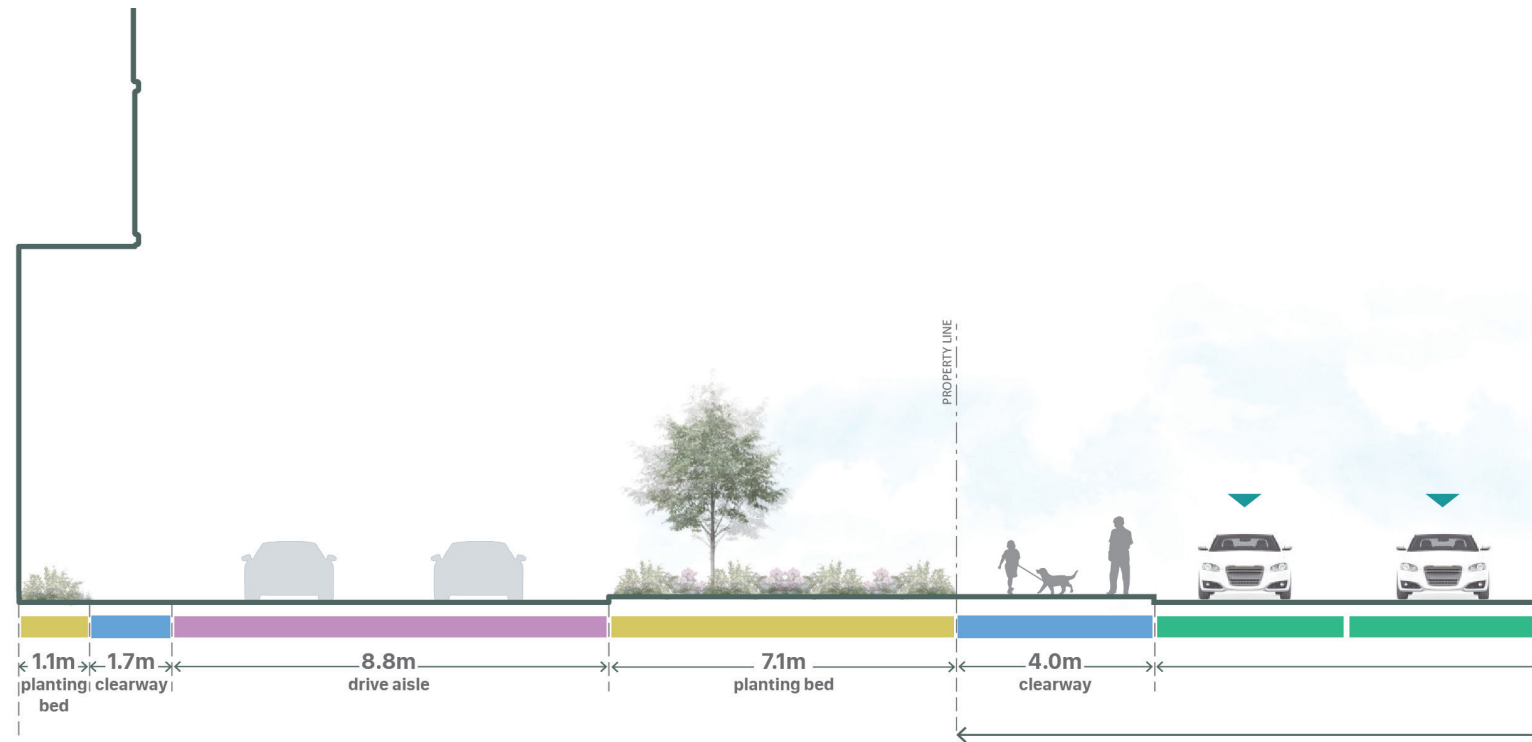 PROPERTY LINE
1.1m
planting
bed
1.7m
clearway
8.8m
drive aisle
7.1m
planting bed
4.0m
clearway